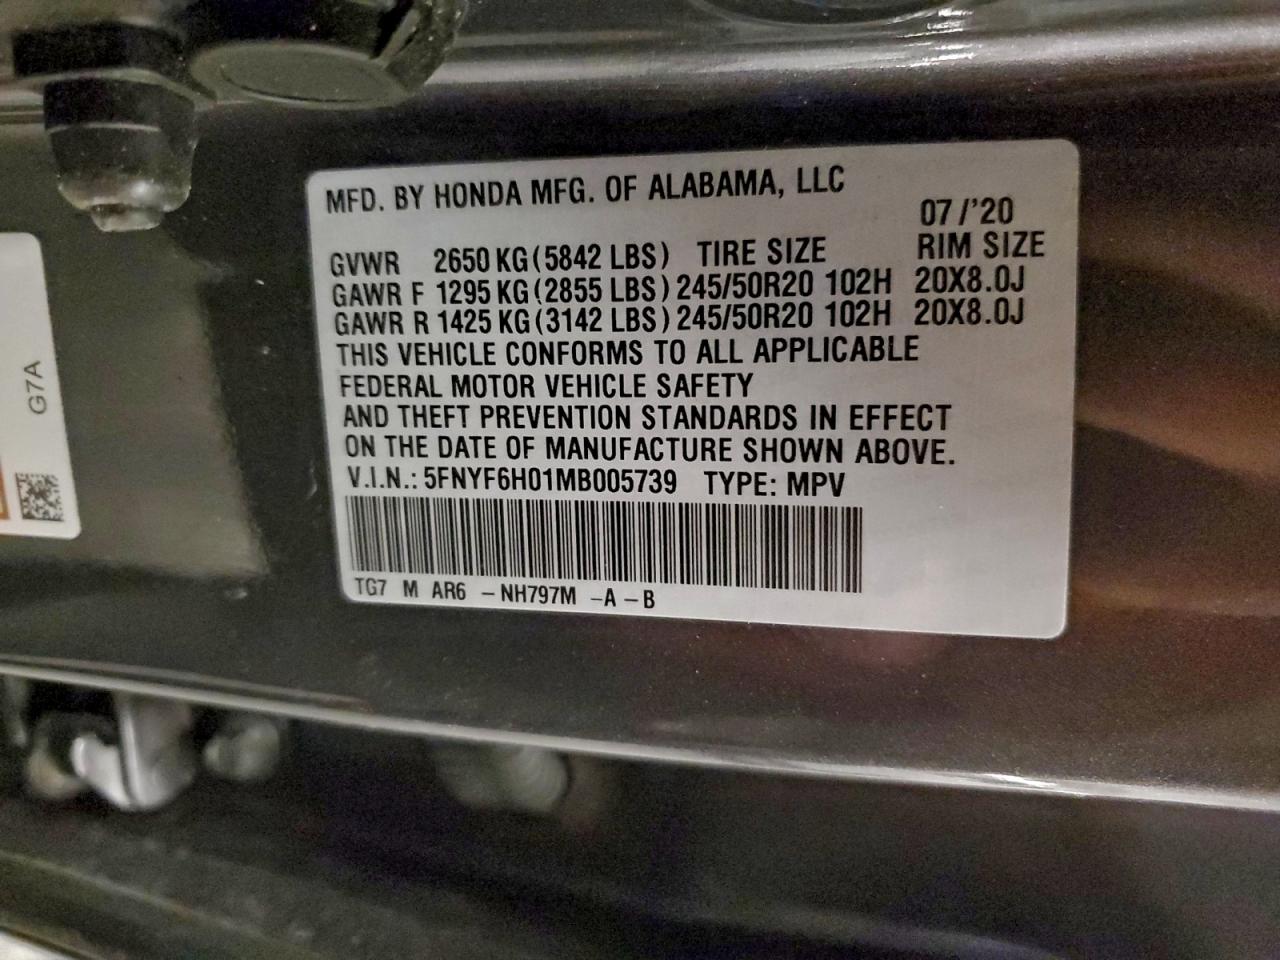 MFD. BY HONDA MFG. OF ALABAMA, LLC
07/'20
GVWR 2650 KG (5842 LBS) TIRE SIZE RIM SIZE
GAWR F 1295 KG (2855 LBS) 245/50R20 102H 20X8.0J
GAWR R 1425 KG (3142 LBS) 245/50R20 102H 20X8.0J
THIS VEHICLE CONFORMS TO ALL APPLICABLE
FEDERAL MOTOR VEHICLE SAFETY
AND THEFT PREVENTION STANDARDS IN EFFECT
ON THE DATE OF MANUFACTURE SHOWN ABOVE.
V.I.N.: 5FNYF6H01MB005739 TYPE: MPV
TG7 M AR6 - NH797M -A-B
G7A